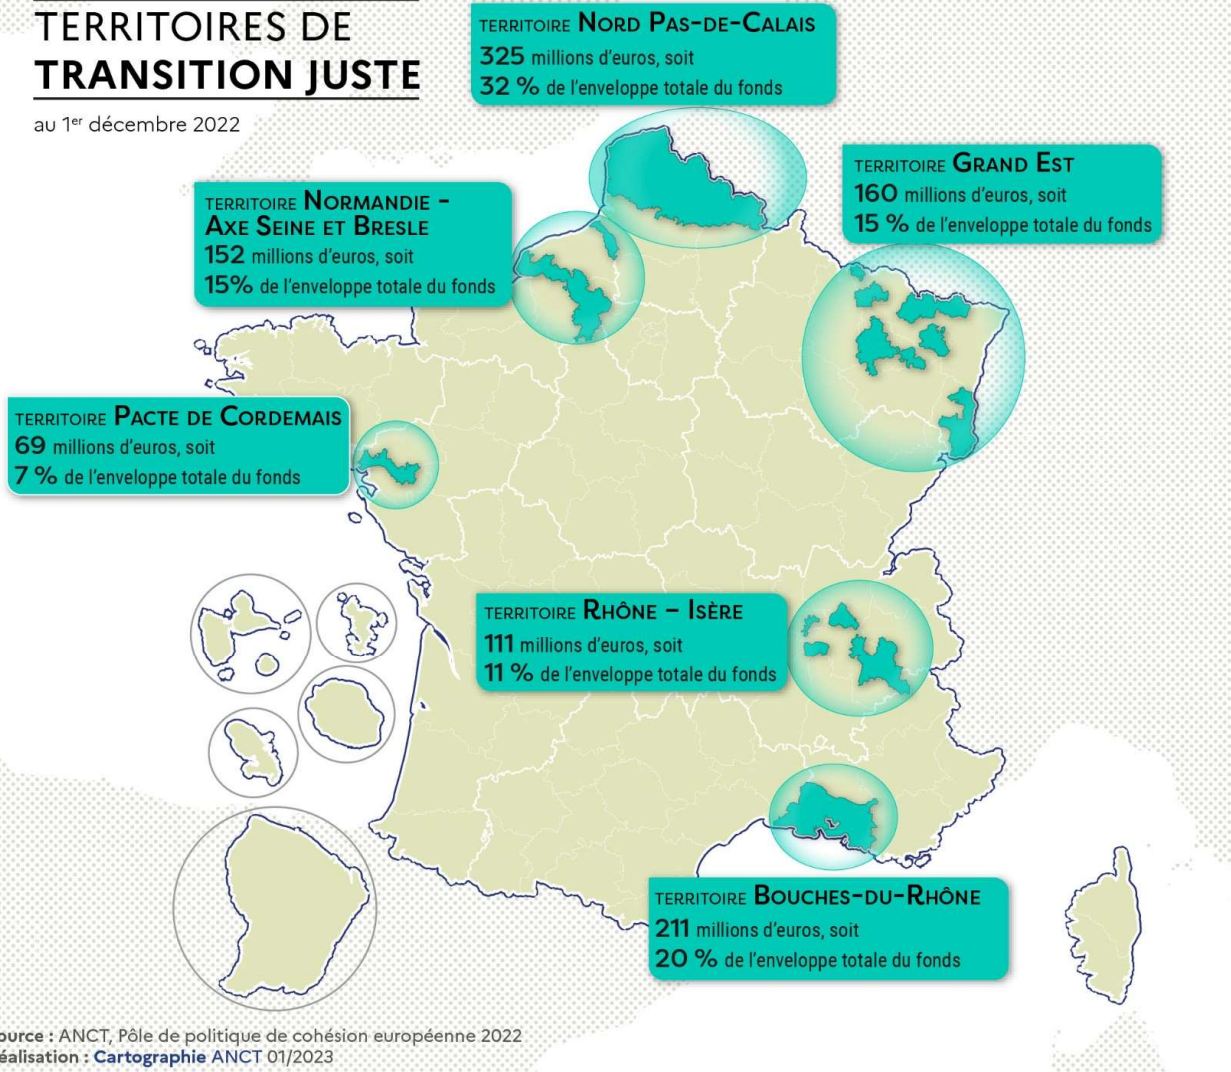 TERRITOIRES DE
TRANSITION JUSTE
au 1er décembre 2022
TERRITOIRE NORD PAS-DE-CALAIS
325 millions d'euros, soit
32 % de l'enveloppe totale du fonds
TERRITOIRE GRAND EST
160 millions d'euros, soit
15 % de l'enveloppe totale du fonds
TERRITOIRE NORMANDIE -
AXE SEINE ET BRESLE
152 millions d'euros, soit
15% de l'enveloppe totale du fonds
TERRITOIRE PACTE DE CORDEMAIS
69 millions d'euros, soit
7 % de l'enveloppe totale du fonds
TERRITOIRE RHÔNE – ISÈRE
111 millions d'euros, soit
11 % de l'enveloppe totale du fonds
TERRITOIRE BOUCHES-DU-RHÔNE
211 millions d'euros, soit
20 % de l'enveloppe totale du fonds
ource : ANCT, Pôle de politique de cohésion européenne 2022
éalisation : Cartographie ANCT 01/2023